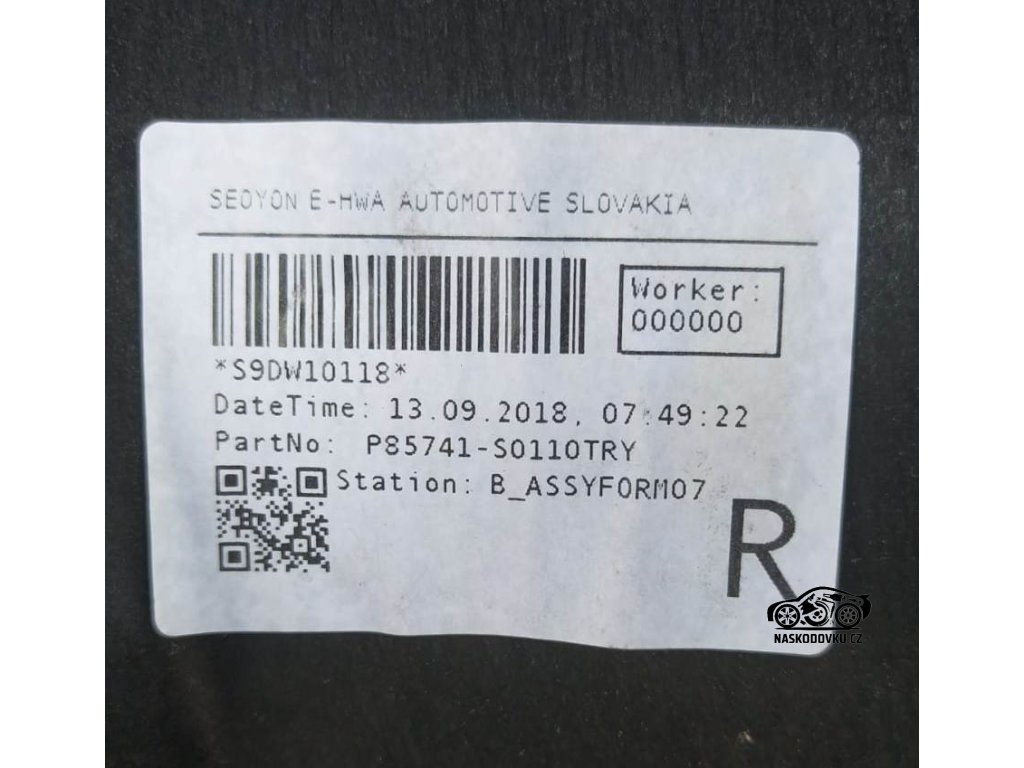 SEOYON E-HWA AUTOMOTIVE SLOVAKIA
Worker:
000000
*S9DW10118*
DateTime: 13.09.2018, 07:49:22
PartNo: P85741-S0110TRY
Station: B_ASSYFORM07
R
NASKODOVKU.CZ